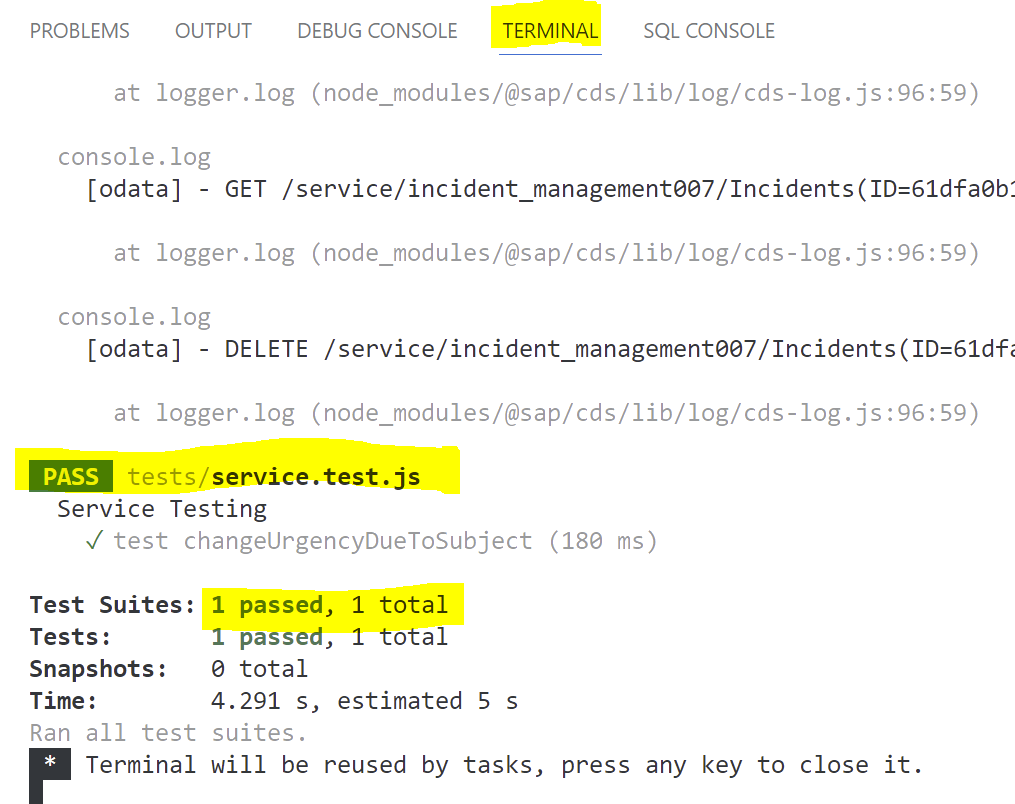 PROBLEMS OUTPUT DEBUG CONSOLE TERMINAL SQL CONSOLE
at logger.log (node_modules/@sap/cds/lib/log/cds-log.js:96:59)
console.log
[odata] - GET /service/incident_management007/Incidents(ID=61dfa0b1
at logger.log (node_modules/@sap/cds/lib/log/cds-log.js:96:59)
console.log
[odata] - DELETE /service/incident_management007/Incidents(ID=61dfa
at logger.log (node_modules/@sap/cds/lib/log/cds-log.js:96:59)
PASS tests/service.test.js
Service Testing
✓ test changeUrgencyDueToSubject (180 ms)
Test Suites: 1 passed, 1 total
Tests: 1 passed, 1 total
Snapshots: 0 total
Time: 4.291 s, estimated 5 s
Ran all test suites.
* Terminal will be reused by tasks, press any key to close it.